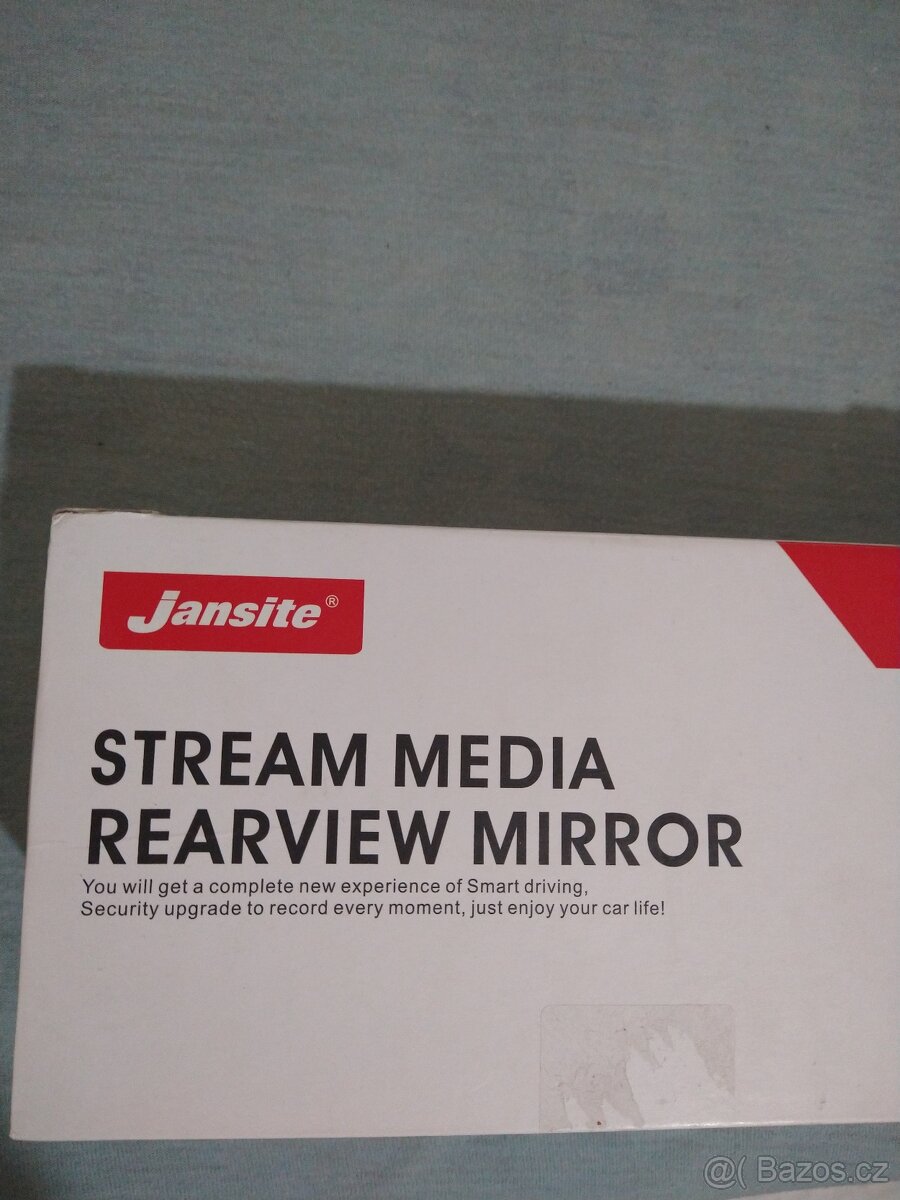 Jansite®
STREAM MEDIA
REARVIEW MIRROR
You will get a complete new experience of Smart driving,
Security upgrade to record every moment, just enjoy your car life!
@( Bazos.cz